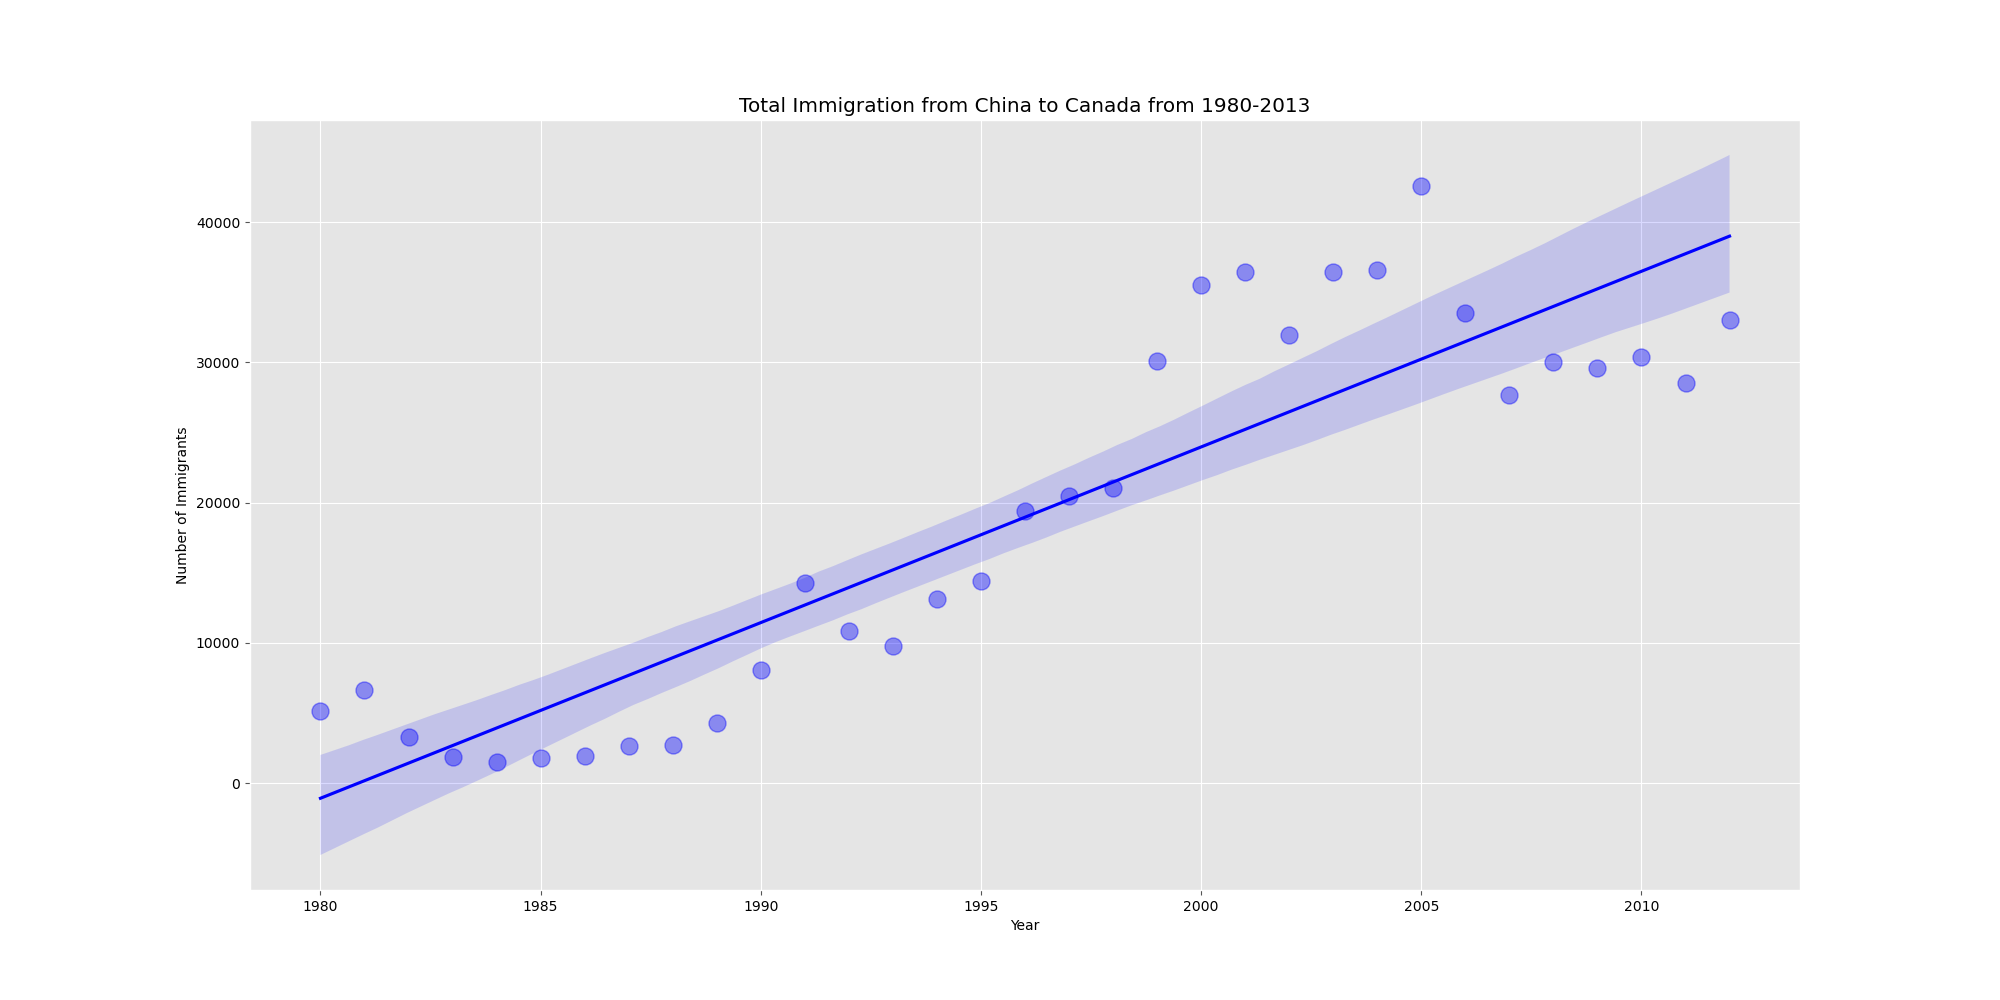 Total Immigration from China to Canada from 1980-2013
40000
30000
20000
10000
0
Number of Immigrants
1980 1985 1990 1995 2000 2005 2010
Year